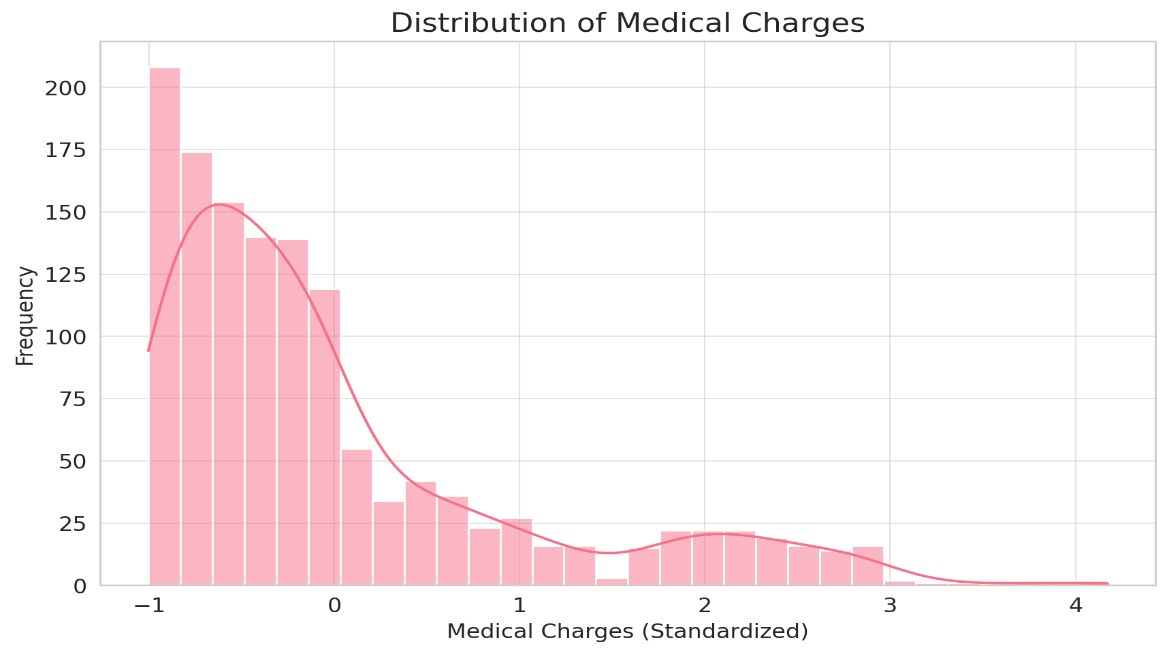 Distribution of Medical Charges
Frequency
200
175
150
125
100
75
50
25
0
−1 0 1 2 3 4
Medical Charges (Standardized)